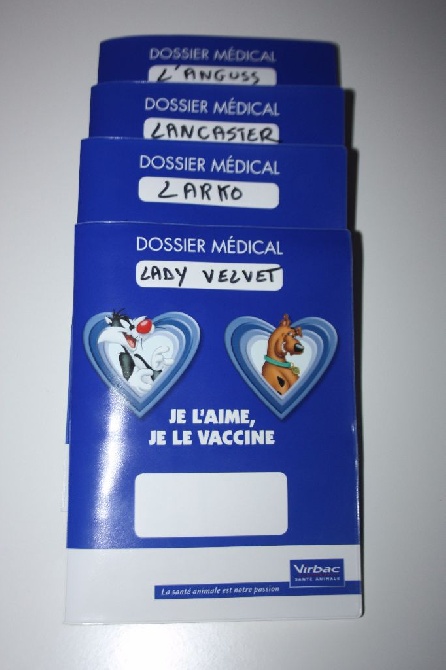 DOSSIER MÉDICAL
L'ANGUSS
DOSSIER MÉDICAL
LANCASTER
DOSSIER MÉDICAL
LARKO
DOSSIER MÉDICAL
LADY VELVET
JE L'AIME,
JE LE VACCINE
Virbac
SANTÉ ANIMALE
La santé animale est notre passion